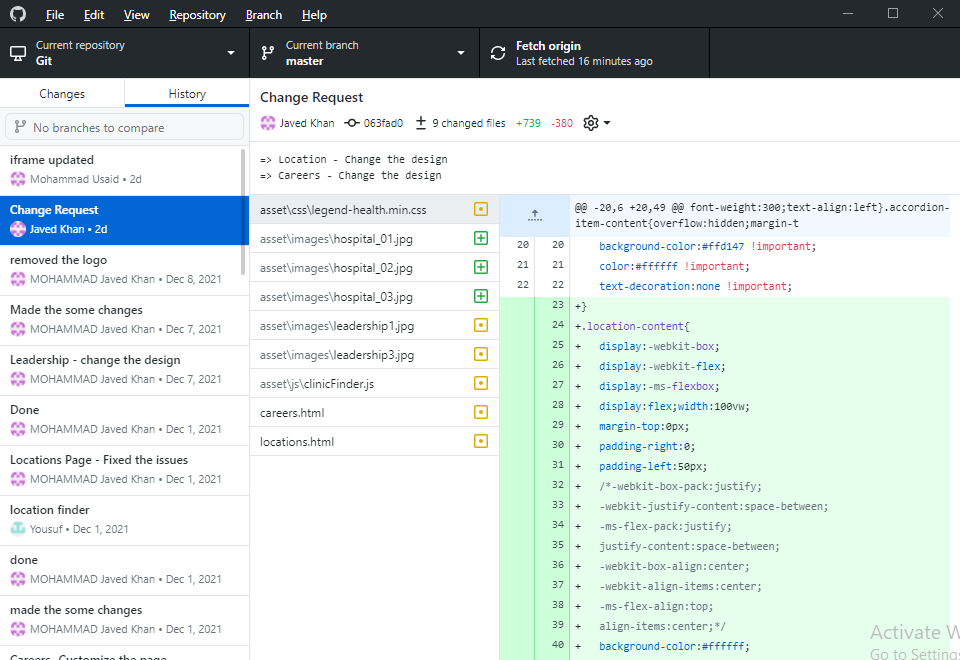 File Edit View Repository Branch Help
Current repository
Git
Current branch
master
Fetch origin
Last fetched 16 minutes ago
Changes
History
No branches to compare
iframe updated
Mohammad Usaid • 2d
Change Request
Javed Khan • 2d
removed the logo
MOHAMMAD Javed Khan • Dec 8, 2021
Made the some changes
MOHAMMAD Javed Khan • Dec 7, 2021
Leadership - change the design
MOHAMMAD Javed Khan • Dec 7, 2021
Done
MOHAMMAD Javed Khan • Dec 1, 2021
Locations Page - Fixed the issues
MOHAMMAD Javed Khan • Dec 1, 2021
location finder
Yousuf • Dec 1, 2021
done
MOHAMMAD Javed Khan • Dec 1, 2021
made the some changes
MOHAMMAD Javed Khan • Dec 1, 2021
Careers- Customize the page
Change Request
Javed Khan 063fad0 9 changed files +739 -380
=> Location - Change the design
=> Careers - Change the design
asset\css\legend-health.min.css
asset\images\hospital_01.jpg
asset\images\hospital_02.jpg
asset\images\hospital_03.jpg
asset\images\leadership1.jpg
asset\images\leadership3.jpg
asset\js\clinicFinder.js
careers.html
locations.html
@@ -20,6 +20,49 @@ font-weight:300;text-align:left}.accordion-
item-content{overflow:hidden;margin-t
20 20 background-color:#ffd147 !important;
21 21 color:#ffffff !important;
22 22 text-decoration:none !important;
23 +}
24 +.location-content{
25 + display:-webkit-box;
26 + display:-webkit-flex;
27 + display:-ms-flexbox;
28 + display:flex;width:100vw;
29 + margin-top:0px;
30 + padding-right:0;
31 + padding-left:50px;
32 + /*-webkit-box-pack:justify;
33 + -webkit-justify-content:space-between;
34 + -ms-flex-pack:justify;
35 + justify-content:space-between;
36 + -webkit-box-align:center;
37 + -webkit-align-items:center;
38 + -ms-flex-align:top;
39 + align-items:center;*/
40 + background-color:#ffffff;
Activate W
Go to Settings